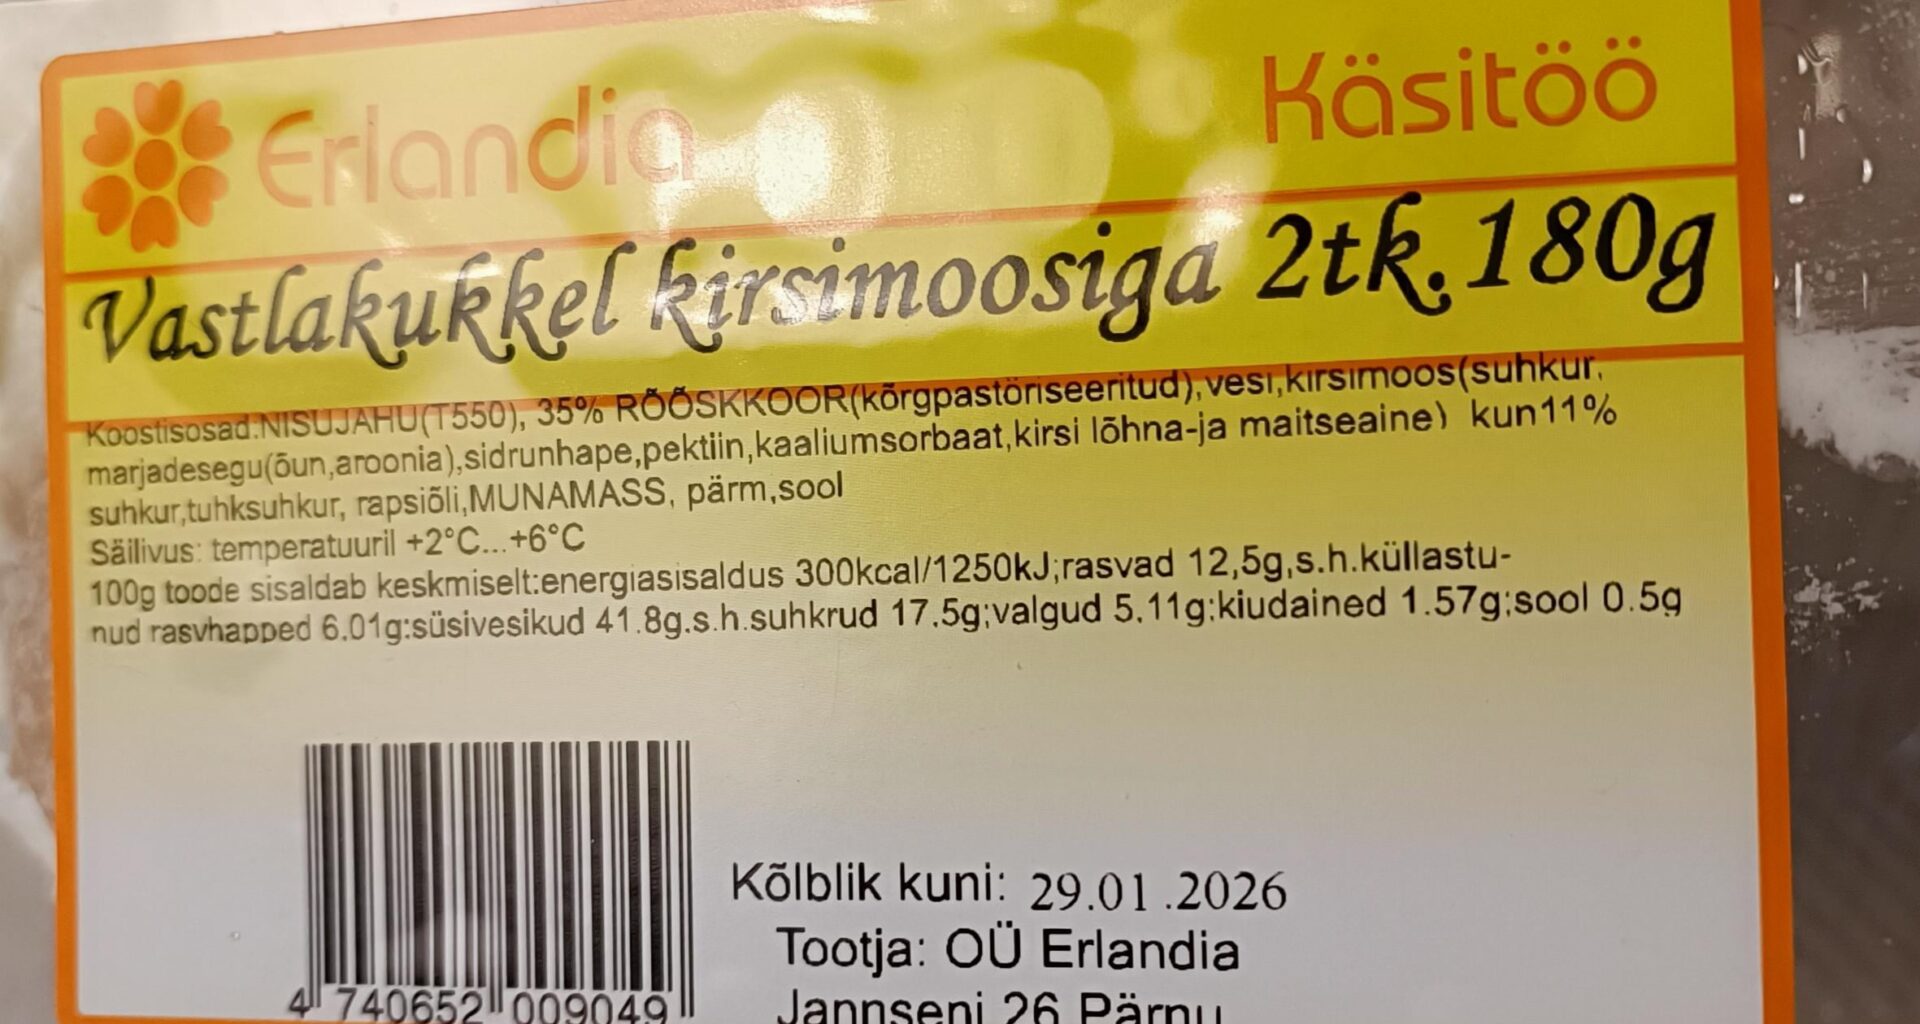 Erlandia
Käsitöö
Vastlakukkel kirsimoosiga 2tk. 180g
Koostisosad:NISUJAHU(T550), 35% RÕÕSKKOOR(kõrgpastöriseeritud),vesi,kirsimoos(suhkur,
marjadesegu(õun,aroonia),sidrunhape,pektiin,kaaliumsorbaat,kirsi lõhna-ja maitseaine) kun11%
suhkur,tuhksuhkur, rapsiõli,MUNAMASS, pärm,sool
Säilivus: temperatuuril +2°C...+6°C
100g toode sisaldab keskmiselt:energiasisaldus 300kcal/1250kJ;rasvad 12,5g,s.h.küllastu-
nud rasvhapped 6.01g:süsivesikud 41.8g.s.h.suhkrud 17.5g;valgud 5.11g:kiudained 1.57g;sool 0.5g
Kõlblik kuni: 29.01.2026
Tootja: OÜ Erlandia
Jannseni 26 Pärnu
4 740652 009049